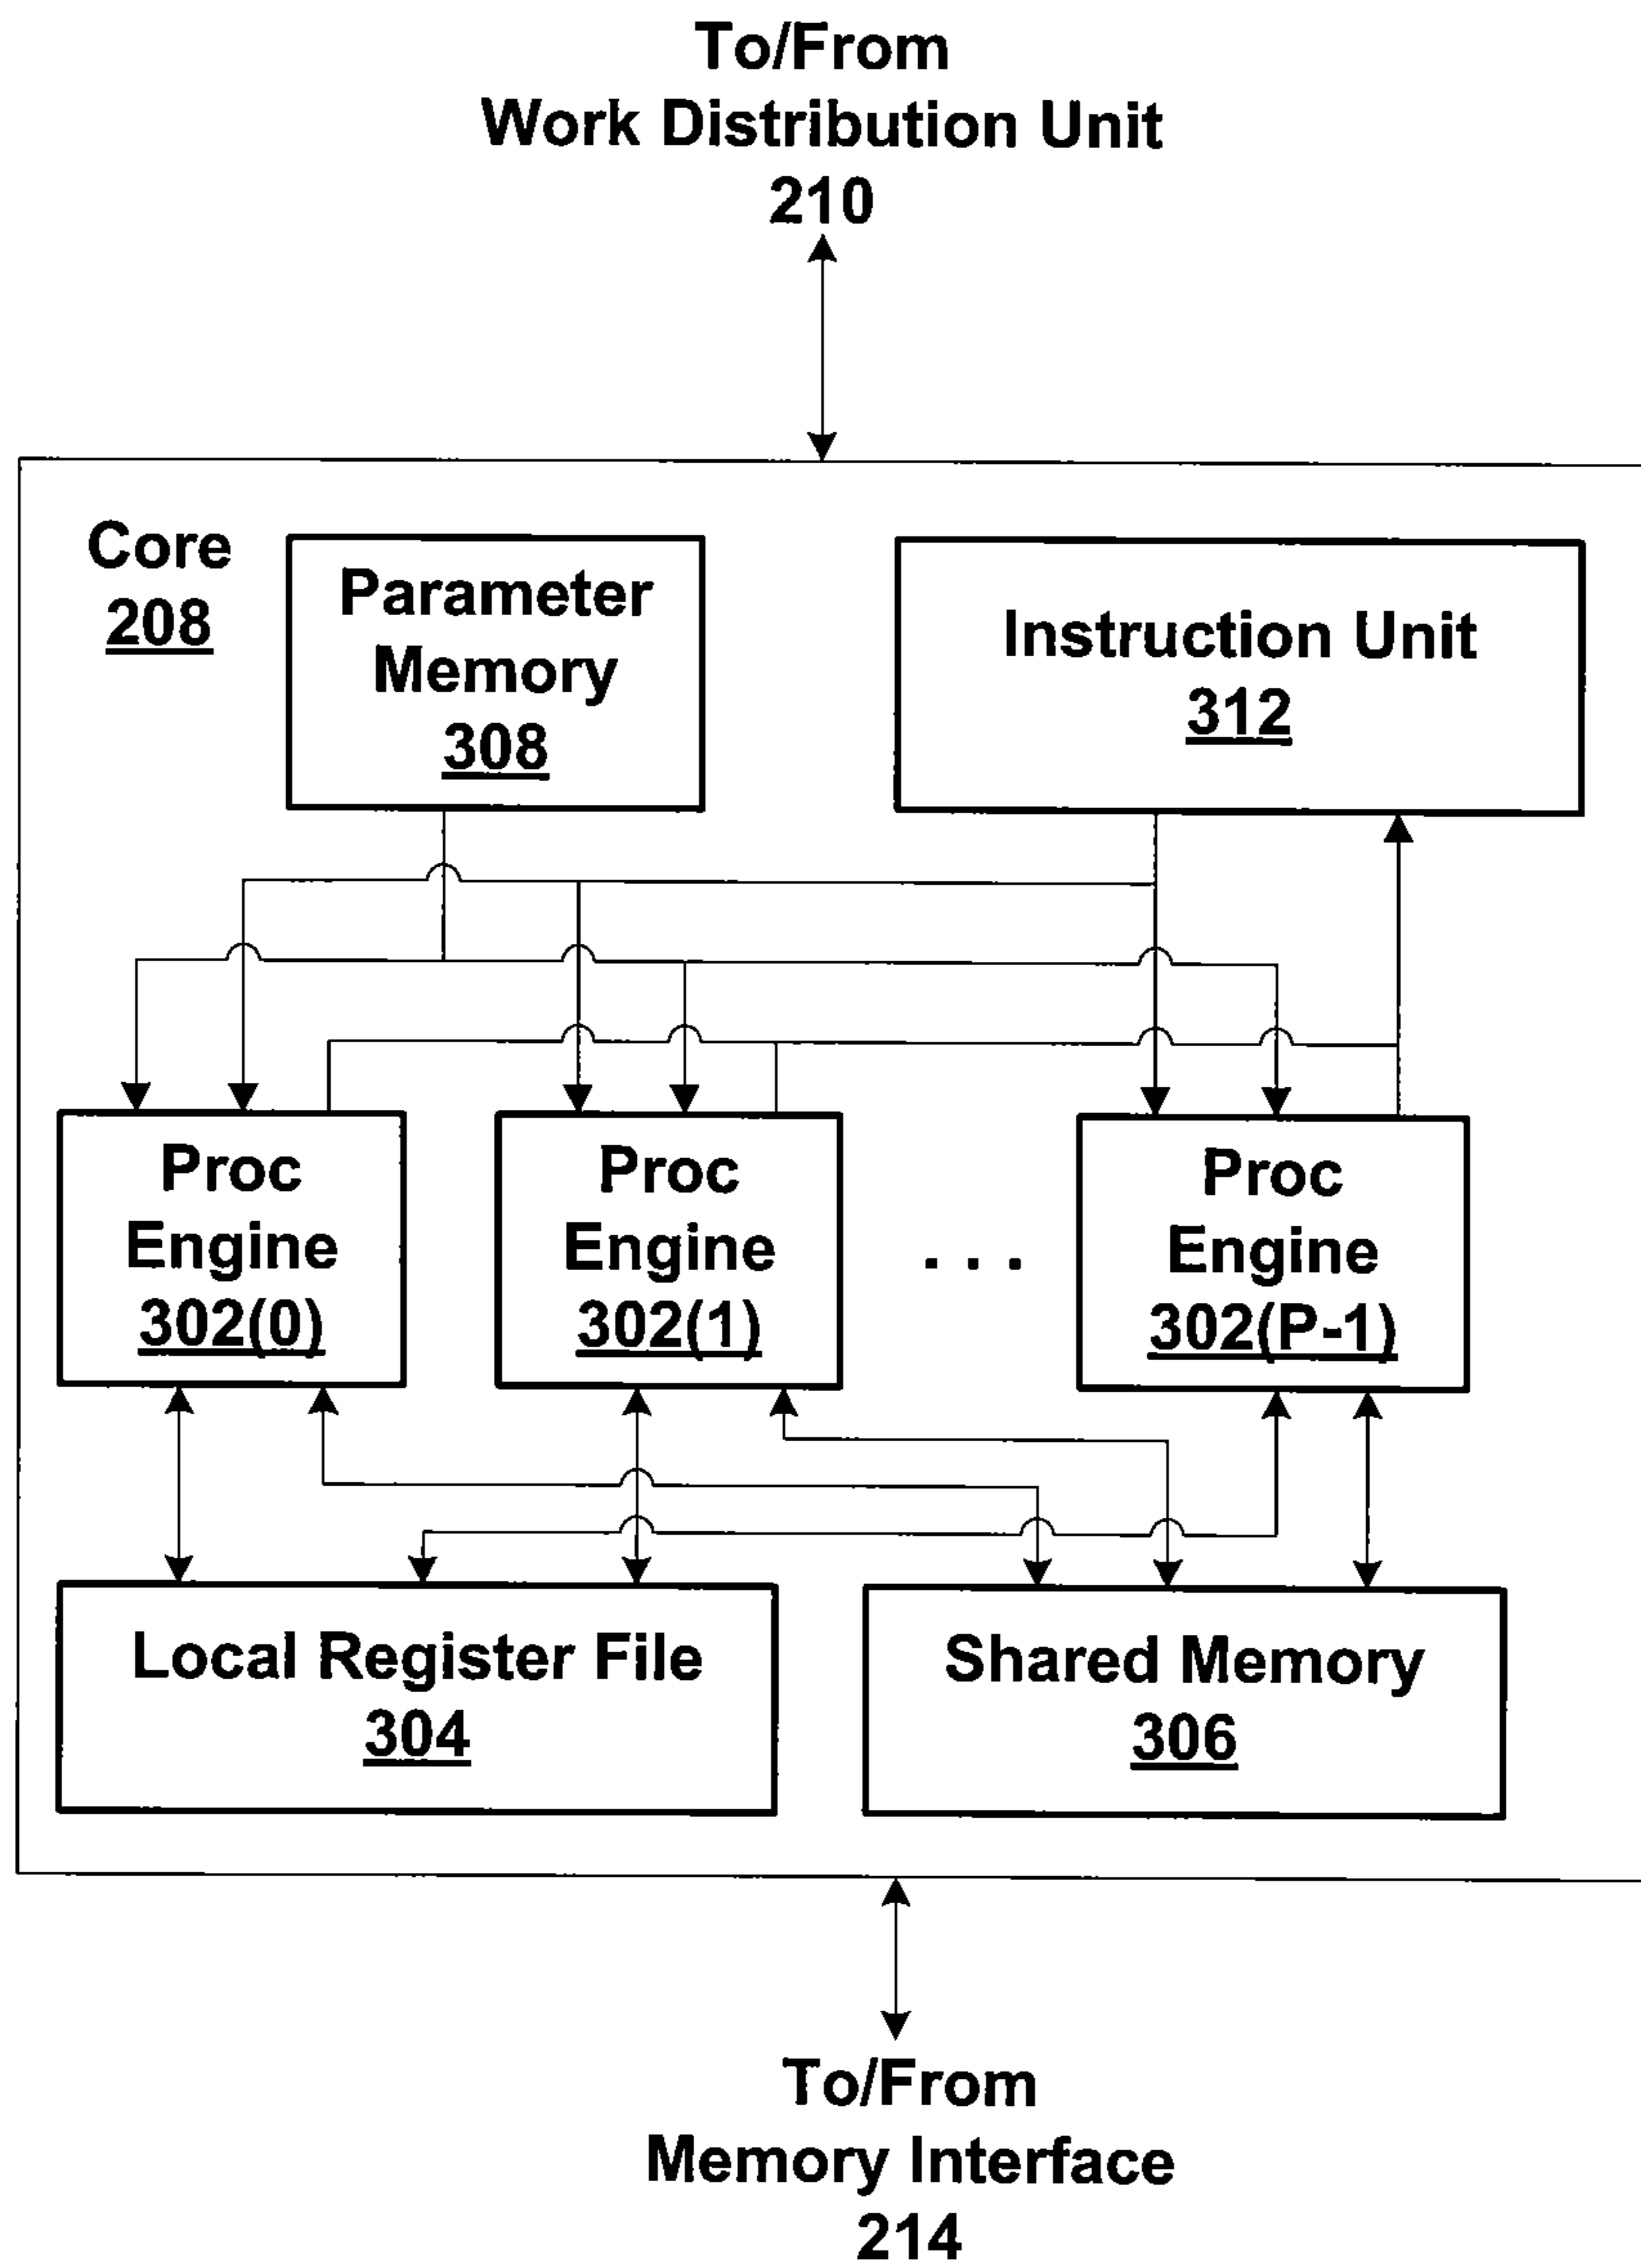 To/From
Work Distribution Unit
210
Core
208
Parameter
Memory
308
Instruction Unit
312
Proc
Engine
302(0)
Proc
Engine
302(1)
. . .
Proc
Engine
302(P-1)
Local Register File
304
Shared Memory
306
To/From
Memory Interface
214